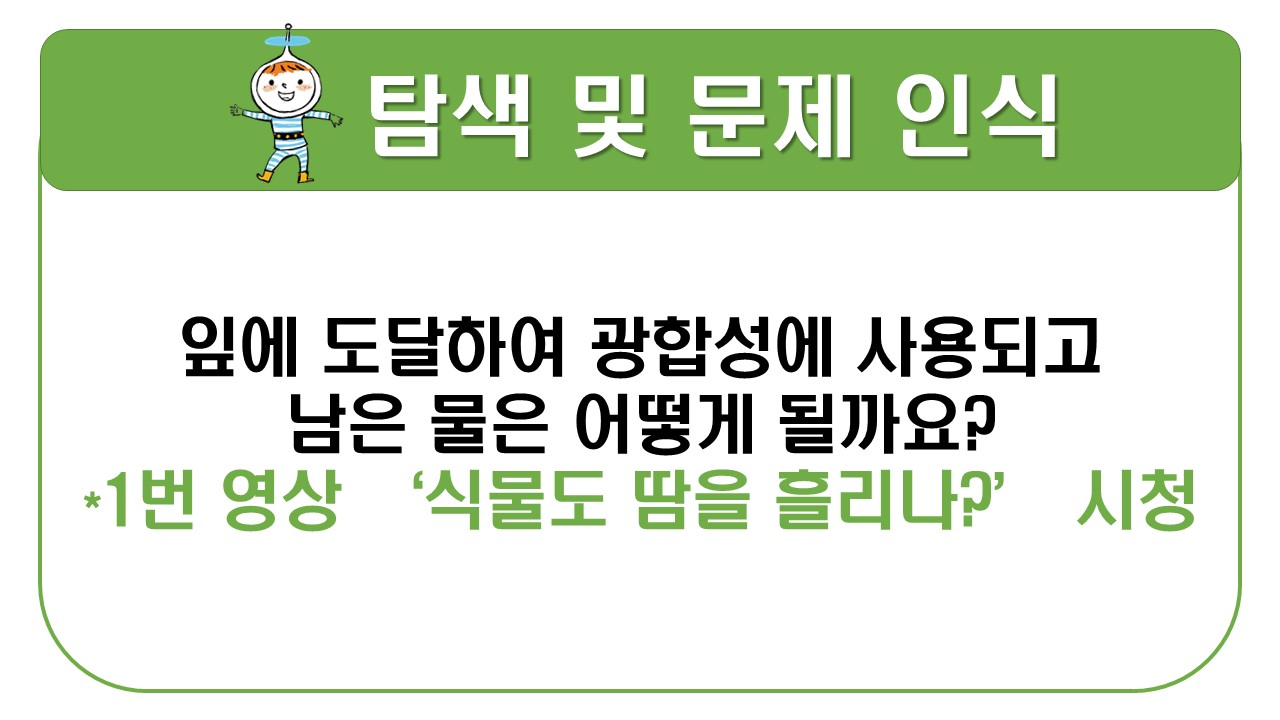 탐색 및 문제 인식
잎에 도달하여 광합성에 사용되고
남은 물은 어떻게 될까요?
*1번 영상 ‘식물도 땀을 흘리나?’ 시청